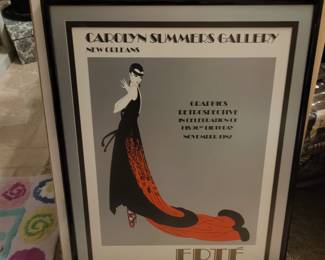 CAROLYN SUMMERS GALLERY
NEW ORLEANS
GRAPHICS
RETROSPECTIVE
IN CELEBRATION OF
HIS 90TH BIRTHDAY
NOVEMBER 1982
ERTÉ